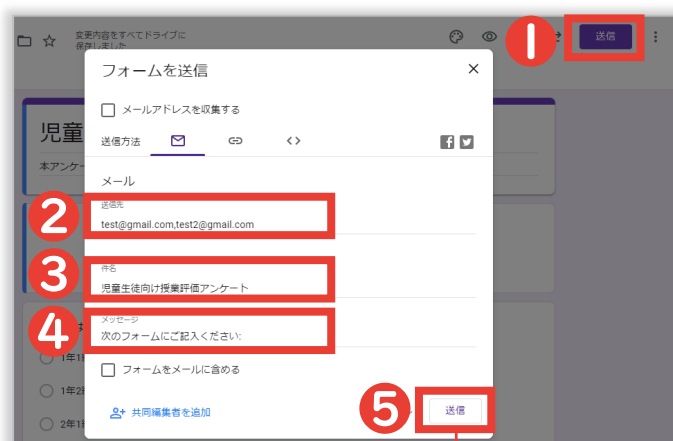 変更内容をすべてドライブに
保存しました
1
送信
フォームを送信
メールアドレスを収集する
児童
送信方法
本アンケー
メール
2
送信先
test@gmail.com,test2@gmail.com
3
件名
児童生徒向け授業評価アンケート
4
メッセージ
次のフォームにご記入ください:
1年1
フォームをメールに含める
1年2
5
共同編集者を追加
送信
2年1